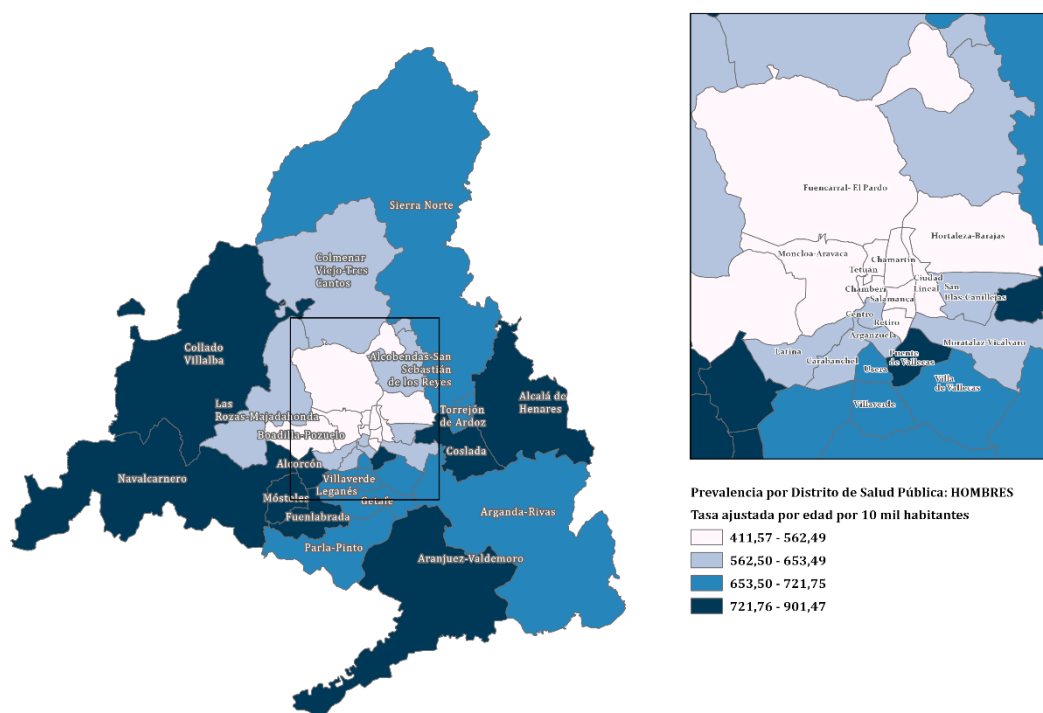 Sierra Norte
Colmenar
Viejo-Tres
Cantos
Collado
Villalba
Alcobendas-San
Sebastián
de los Reyes
Las
Rozas-Majadahonda
Boadilla-Pozuelo
Torrejón
de Ardoz
Alcalá de
Henares
Coslada
Alcorcón
Navalcarnero
Villaverde
Leganés
Getafe
Móstoles
Fuenlabrada
Arganda-Rivas
Parla-Pinto
Aranjuez-Valdemoro
Fuencarral- El Pardo
Hortaleza-Barajas
Moncloa-Aravaca
Chamartín
Tetuán
Ciudad
Lineal
Chamberí
Salamanca
San
Blas-Canillejas
Centro
Retiro
Arganzuela
Moratalaz-Vicálvaro
Latina
Carabanchel
Puente
de Vallecas
Usera
Villa
de Vallecas
Villaverde
Prevalencia por Distrito de Salud Pública: HOMBRES
Tasa ajustada por edad por 10 mil habitantes
411,57 - 562,49
562,50 - 653,49
653,50 - 721,75
721,76 - 901,47